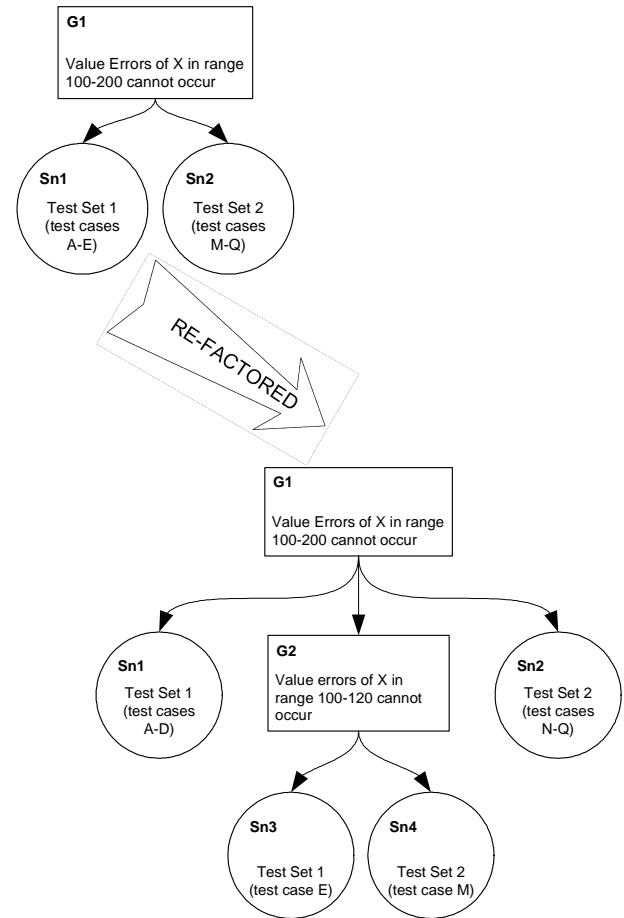 G1
Value Errors of X in range
100-200 cannot occur
Sn1
Test Set 1
(test cases
A-E)
Sn2
Test Set 2
(test cases
M-Q)
RE-FACTORED
G1
Value Errors of X in range
100-200 cannot occur
Sn1
Test Set 1
(test cases
A-D)
G2
Value errors of X in
range 100-120 cannot
occur
Sn2
Test Set 2
(test cases
N-Q)
Sn3
Test Set 1
(test case E)
Sn4
Test Set 2
(test case M)